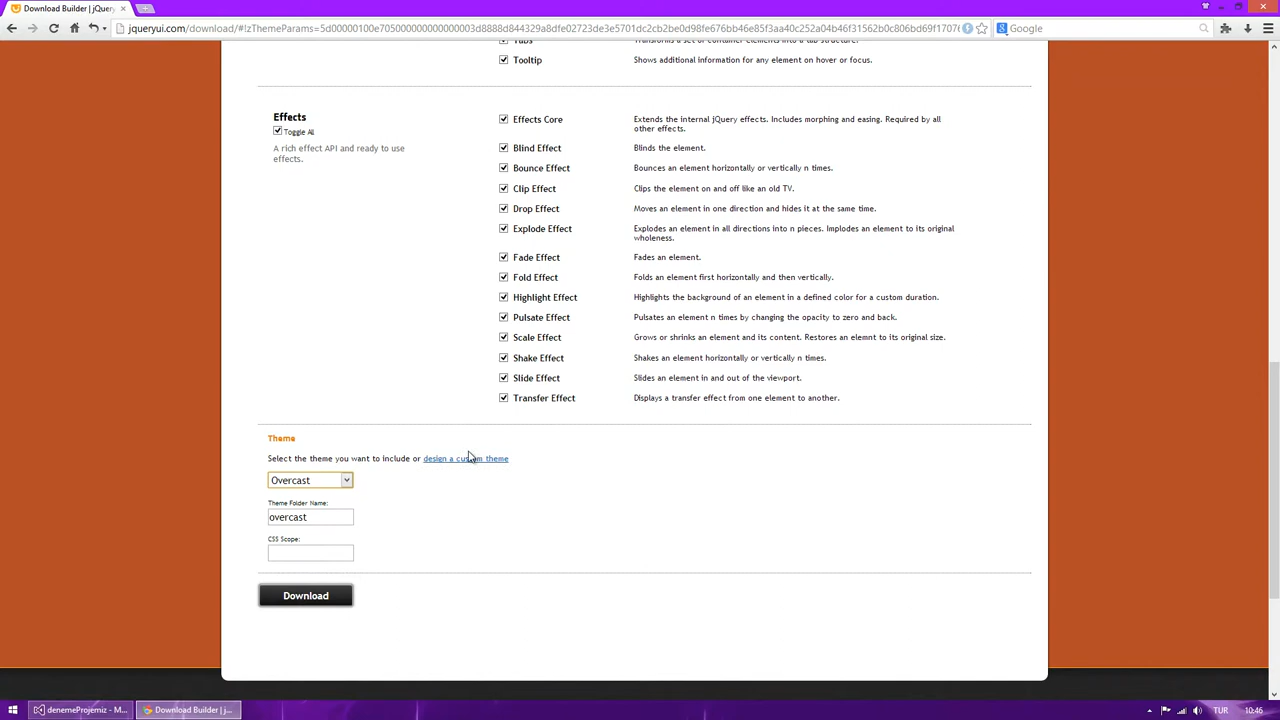 Download Builder | jQuery
jqueryui.com/download/#!zThemeParams=
Google
Tooltip
Shows additional information for any element on hover or focus.
Effects
Toggle All
A rich effect API and ready to use
effects.
Effects Core
Extends the internal jQuery effects. Includes morphing and easing. Required by all
other effects.
Blind Effect
Blinds the element.
Bounce Effect
Bounces an element horizontally or vertically n times.
Clip Effect
Clips the element on and off like an old TV.
Drop Effect
Moves an element in one direction and hides it at the same time.
Explode Effect
Explodes an element in all directions into n pieces. Implodes an element to its original
wholeness.
Fade Effect
Fades an element.
Fold Effect
Folds an element first horizontally and then vertically.
Highlight Effect
Highlights the background of an element in a defined color for a custom duration.
Pulsate Effect
Pulsates an element n times by changing the opacity to zero and back.
Scale Effect
Grows or shrinks an element and its content. Restores an elemnt to its original size.
Shake Effect
Shakes an element horizontally or vertically n times.
Slide Effect
Slides an element in and out of the viewport.
Transfer Effect
Displays a transfer effect from one element to another.
Theme
Select the theme you want to include or design a custom theme
Overcast
Theme Folder Name:
overcast
CSS Scope:
Download
denemeProjemiz - M...
Download Builder | j...
TUR
10:46